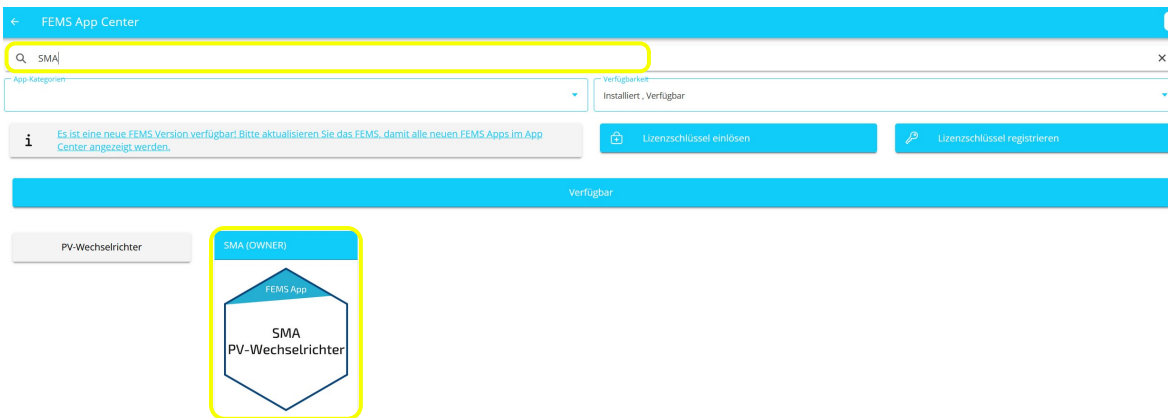 FEMS App Center
SMA
App-Kategorien
Verfügbarkeit
Installiert , Verfügbar
Es ist eine neue FEMS Version verfügbar! Bitte aktualisieren Sie das FEMS, damit alle neuen FEMS Apps im App
Center angezeigt werden.
Lizenzschlüssel einlösen
Lizenzschlüssel registrieren
Verfügbar
PV-Wechselrichter
SMA (OWNER)
FEMS App
SMA
PV-Wechselrichter